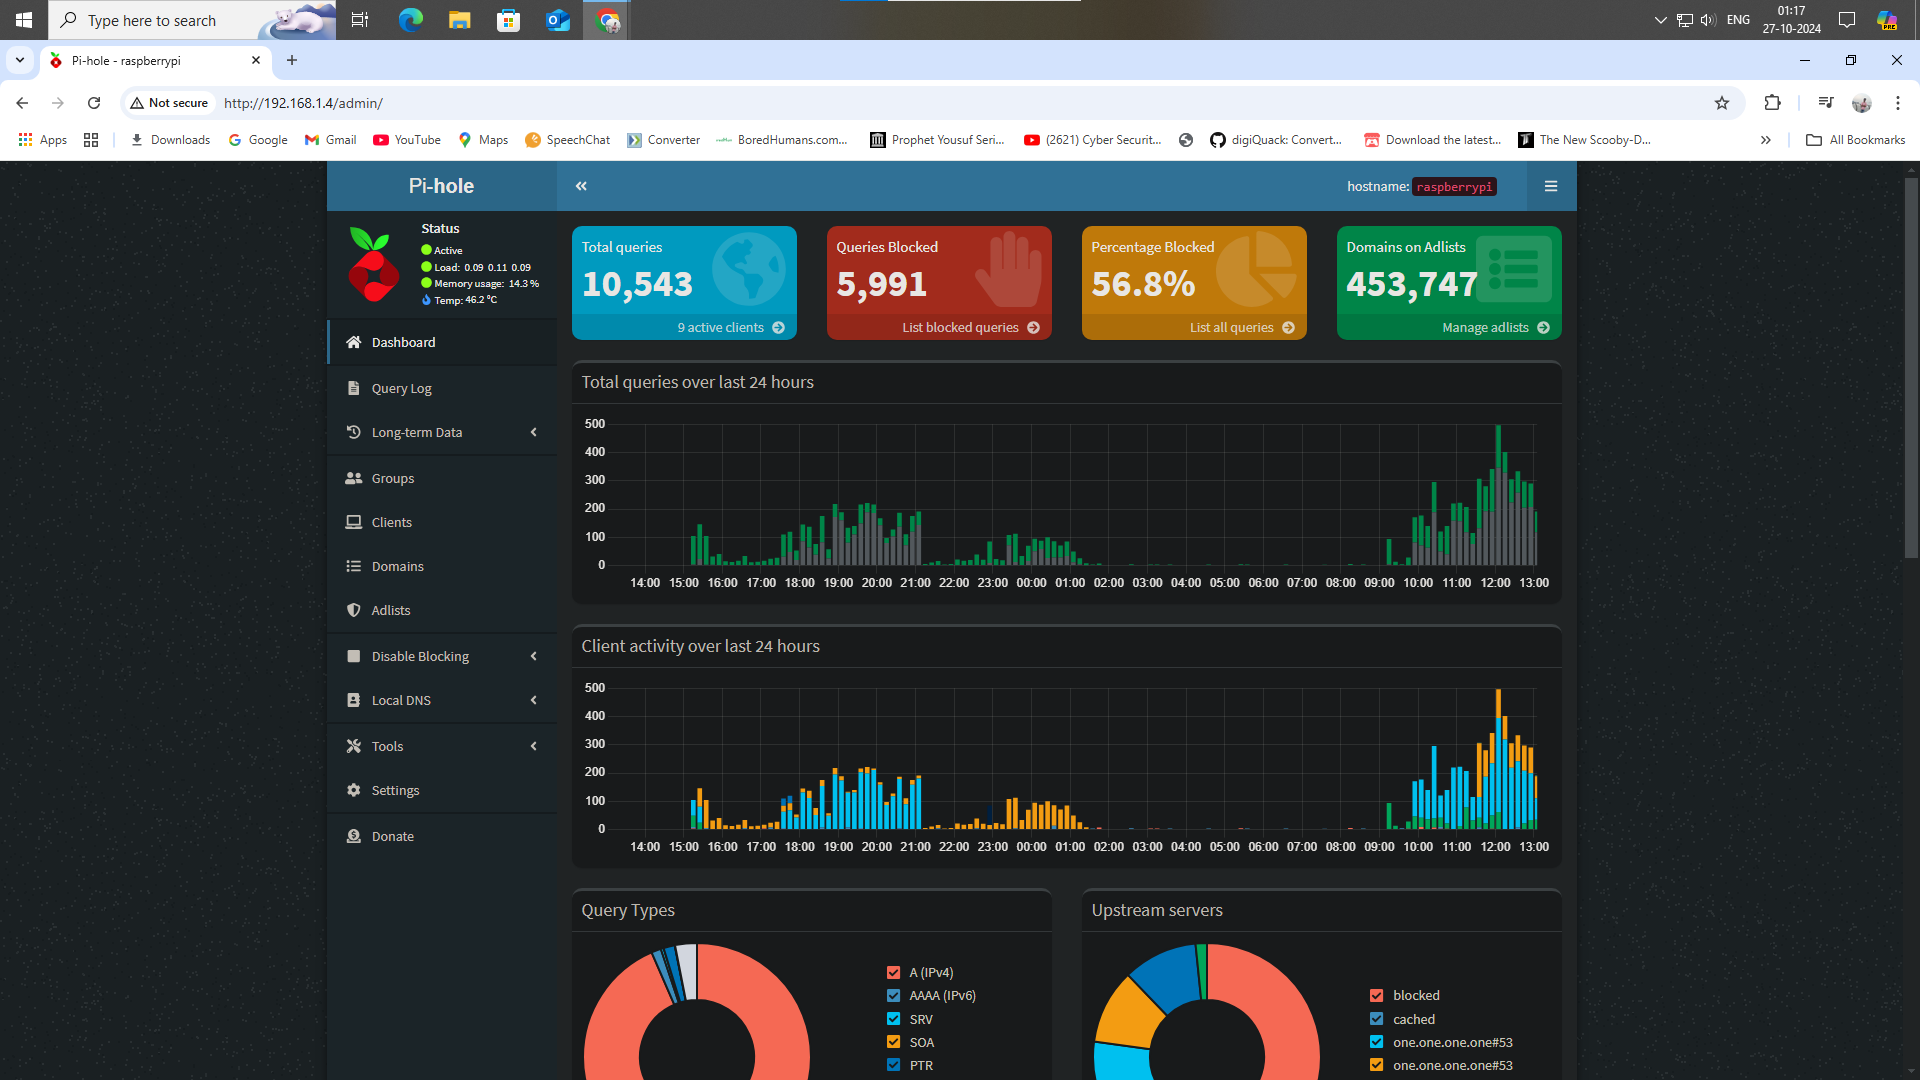 Type here to search
ENG
01:17
27-10-2024
PRE
Pi-hole - raspberrypi
Not secure
http://192.168.1.4/admin/
Apps
Downloads
Google
Gmail
YouTube
Maps
SpeechChat
Converter
BoredHumans.com...
Prophet Yousuf Seri...
(2621) Cyber Securit...
digiQuack: Convert...
Download the latest...
The New Scooby-D...
All Bookmarks
Pi-hole
hostname: raspberrypi
Status
Active
Load: 0.09 0.11 0.09
Memory usage: 14.3 %
Temp: 46.2 °C
Dashboard
Query Log
Long-term Data
Groups
Clients
Domains
Adlists
Disable Blocking
Local DNS
Tools
Settings
Donate
Total queries
10,543
9 active clients
Queries Blocked
5,991
List blocked queries
Percentage Blocked
56.8%
List all queries
Domains on Adlists
453,747
Manage adlists
Total queries over last 24 hours
500
400
300
200
100
0
14:00 15:00 16:00 17:00 18:00 19:00 20:00 21:00 22:00 23:00 00:00 01:00 02:00 03:00 04:00 05:00 06:00 07:00 08:00 09:00 10:00 11:00 12:00 13:00
Client activity over last 24 hours
500
400
300
200
100
0
14:00 15:00 16:00 17:00 18:00 19:00 20:00 21:00 22:00 23:00 00:00 01:00 02:00 03:00 04:00 05:00 06:00 07:00 08:00 09:00 10:00 11:00 12:00 13:00
Query Types
A (IPv4)
AAAA (IPv6)
SRV
SOA
PTR
Upstream servers
blocked
cached
one.one.one.one#53
one.one.one.one#53